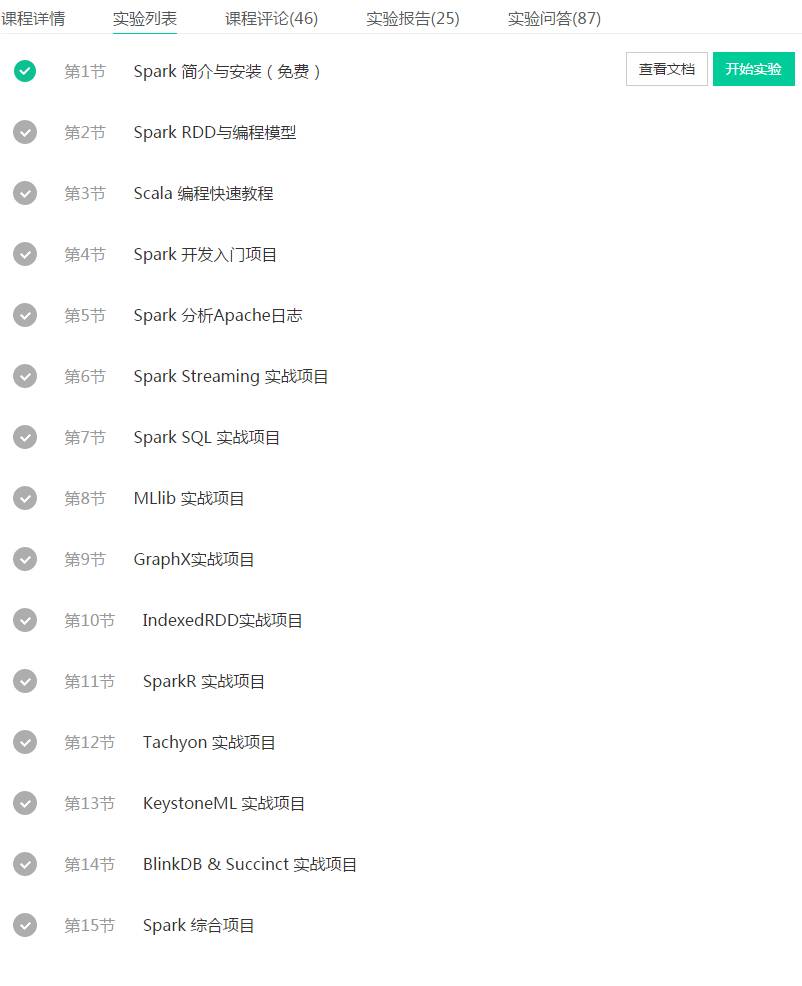 课程详情 实验列表 课程评论(46) 实验报告(25) 实验问答(87)
第1节 Spark 简介与安装（免费） 查看文档 开始实验
第2节 Spark RDD与编程模型
第3节 Scala 编程快速教程
第4节 Spark 开发入门项目
第5节 Spark 分析Apache日志
第6节 Spark Streaming 实战项目
第7节 Spark SQL 实战项目
第8节 MLlib 实战项目
第9节 GraphX实战项目
第10节 IndexedRDD实战项目
第11节 SparkR 实战项目
第12节 Tachyon 实战项目
第13节 KeystoneML 实战项目
第14节 BlinkDB & Succinct 实战项目
第15节 Spark 综合项目